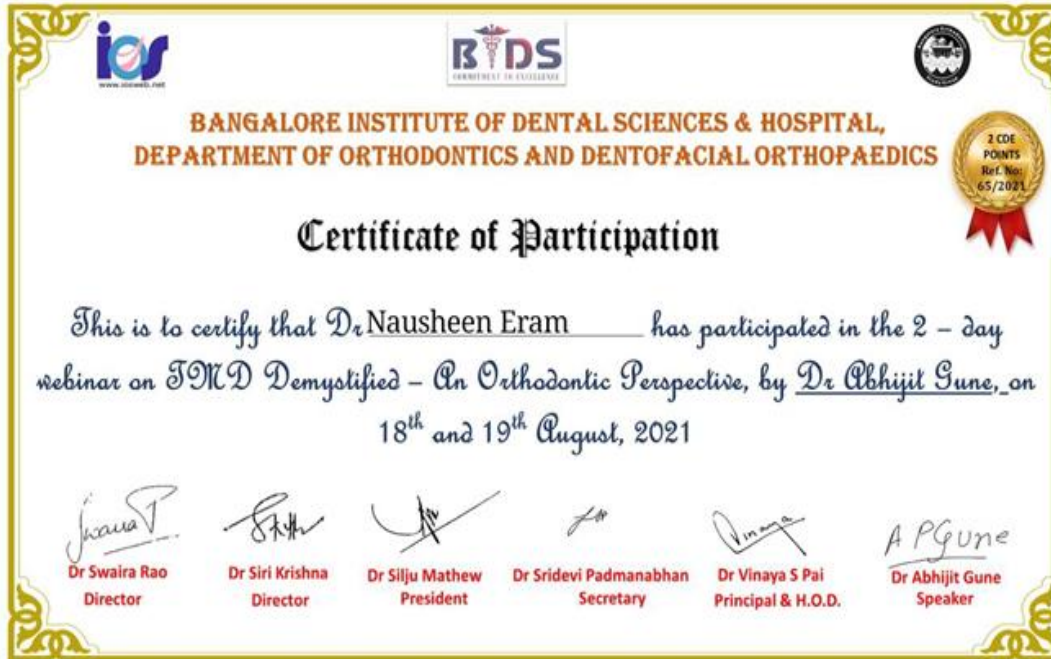 ios
www.iosweb.net
BIDS
COMMITMENT TO EXCELLENCE
BANGALORE INSTITUTE OF DENTAL SCIENCES & HOSPITAL,
DEPARTMENT OF ORTHODONTICS AND DENTOFACIAL ORTHOPAEDICS
2 CDE
POINTS
Ref. No:
65/2021
Certificate of Participation
This is to certify that Dr Nausheen Eram has participated in the 2 – day
webinar on TMD Demystified – An Orthodontic Perspective, by Dr Abhijit Gune, on
18th and 19th August, 2021
Vinaya
A P Gune
Dr Swaira Rao Dr Siri Krishna Dr Silju Mathew Dr Sridevi Padmanabhan Dr Vinaya S Pai Dr Abhijit Gune
Director Director President Secretary Principal & H.O.D. Speaker